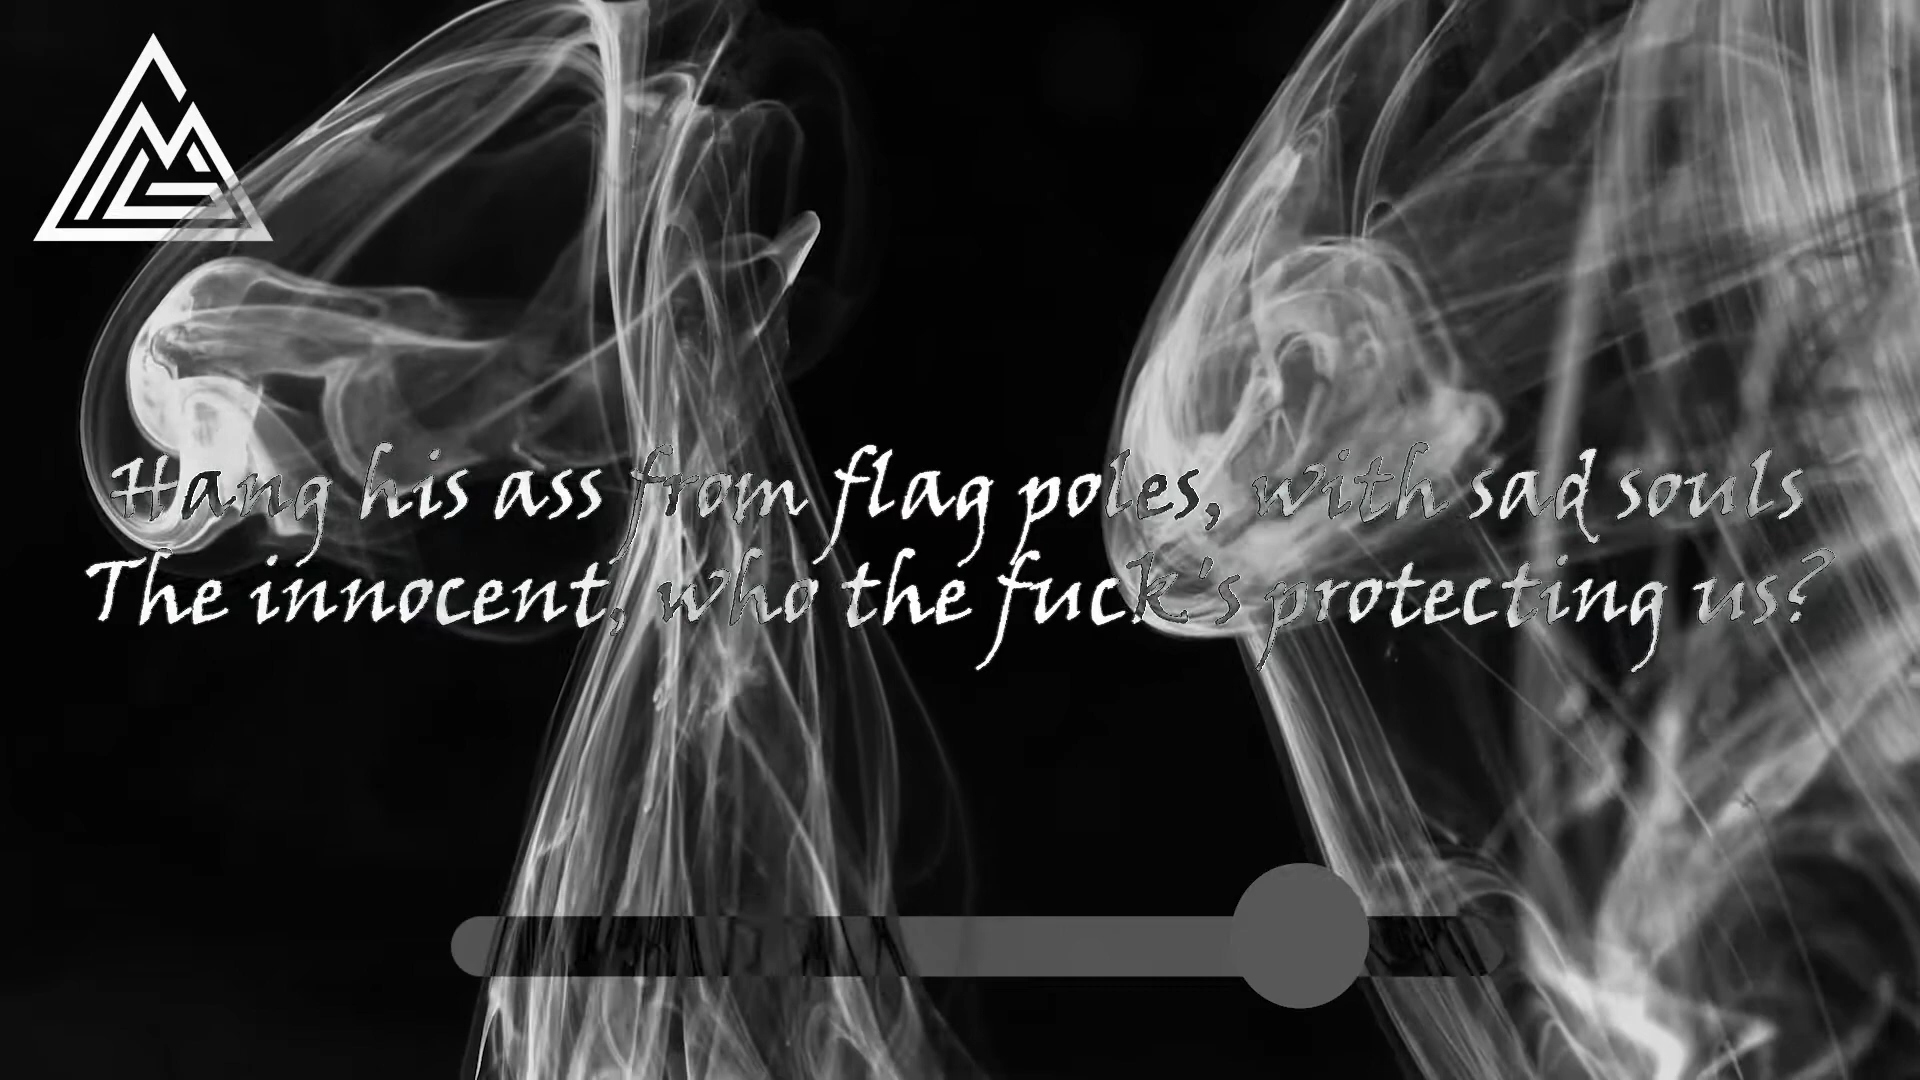 Hang his ass from flag poles, with sad souls
The innocent, who the fuck's protecting us?